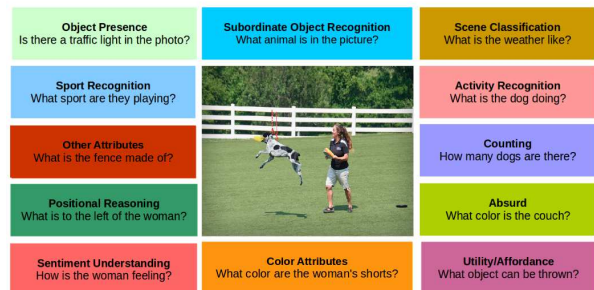 Object Presence
Is there a traffic light in the photo?
Subordinate Object Recognition
What animal is in the picture?
Scene Classification
What is the weather like?
Sport Recognition
What sport are they playing?
Activity Recognition
What is the dog doing?
Other Attributes
What is the fence made of?
Counting
How many dogs are there?
Positional Reasoning
What is to the left of the woman?
Absurd
What color is the couch?
Sentiment Understanding
How is the woman feeling?
Color Attributes
What color are the woman's shorts?
Utility/Affordance
What object can be thrown?